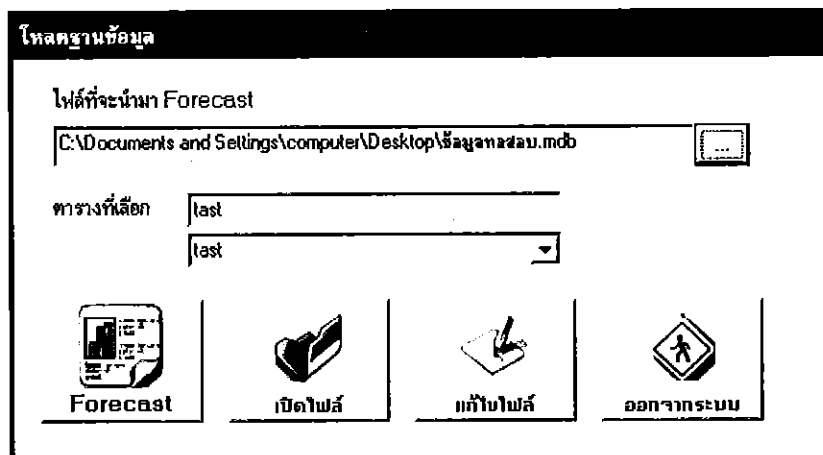 โหลดฐานข้อมูล
ไฟล์ที่จะนำมา Forecast
C:\Documents and Settings\computer\Desktop\ข้อมูลทดสอบ.mdb
...
ตารางที่เลือก
tast
tast
Forecast
เปิดไฟล์
แก้ไขไฟล์
ออกจากระบบ